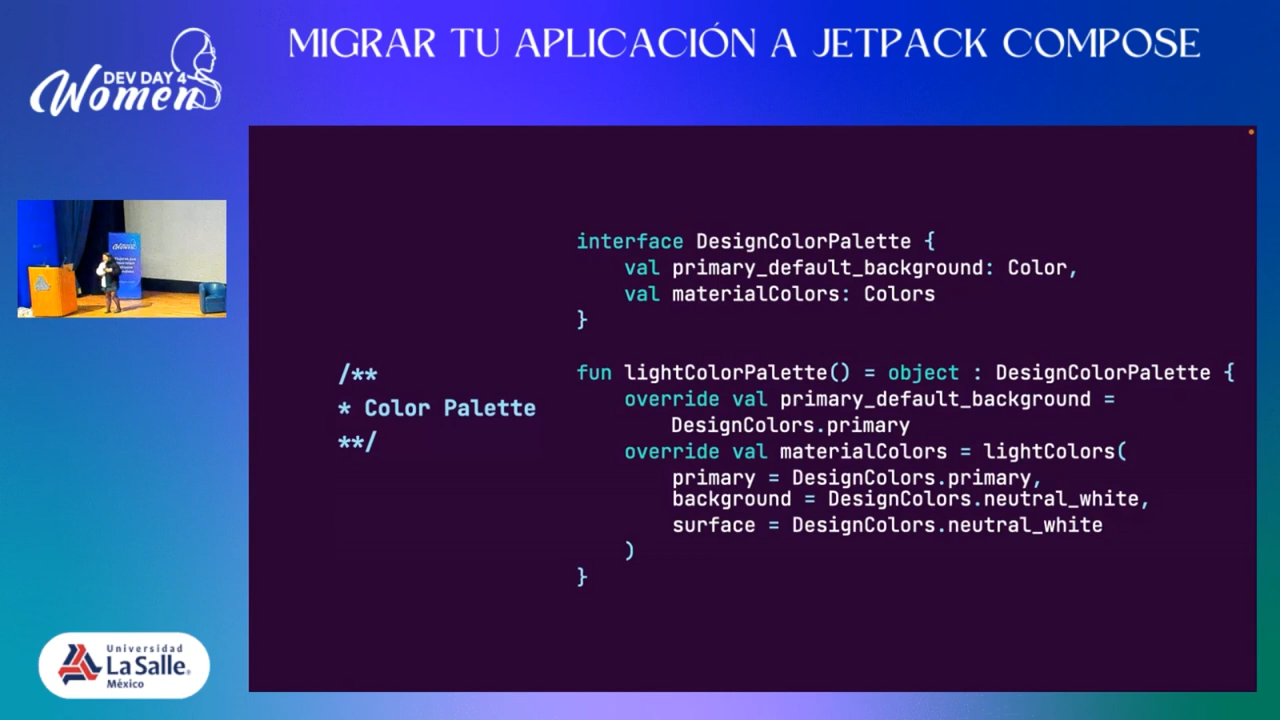 MIGRAR TU APLICACIÓN A JETPACK COMPOSE
DEV DAY 4
Women
interface DesignColorPalette {
    val primary_default_background: Color,
    val materialColors: Colors
}
/**
* Color Palette
**/
fun lightColorPalette() = object : DesignColorPalette {
    override val primary_default_background =
        DesignColors.primary
    override val materialColors = lightColors(
        primary = DesignColors.primary,
        background = DesignColors.neutral_white,
        surface = DesignColors.neutral_white
    )
}
Universidad
La Salle®
México